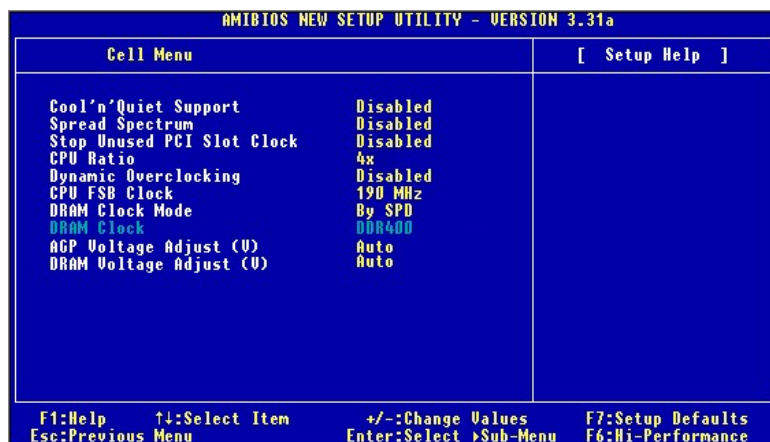 AMIBIOS NEW SETUP UTILITY - VERSION 3.31a
Cell Menu
[ Setup Help ]
Cool'n'Quiet Support Disabled
Spread Spectrum Disabled
Stop Unused PCI Slot Clock Disabled
CPU Ratio 4x
Dynamic Overclocking Disabled
CPU FSB Clock 190 MHz
DRAM Clock Mode By SPD
DRAM Clock DDR400
AGP Voltage Adjust (V) Auto
DRAM Voltage Adjust (V) Auto
F1:Help ↑↓:Select Item +/-:Change Values F7:Setup Defaults
Esc:Previous Menu Enter:Select ▸Sub-Menu F6:Hi-Performance